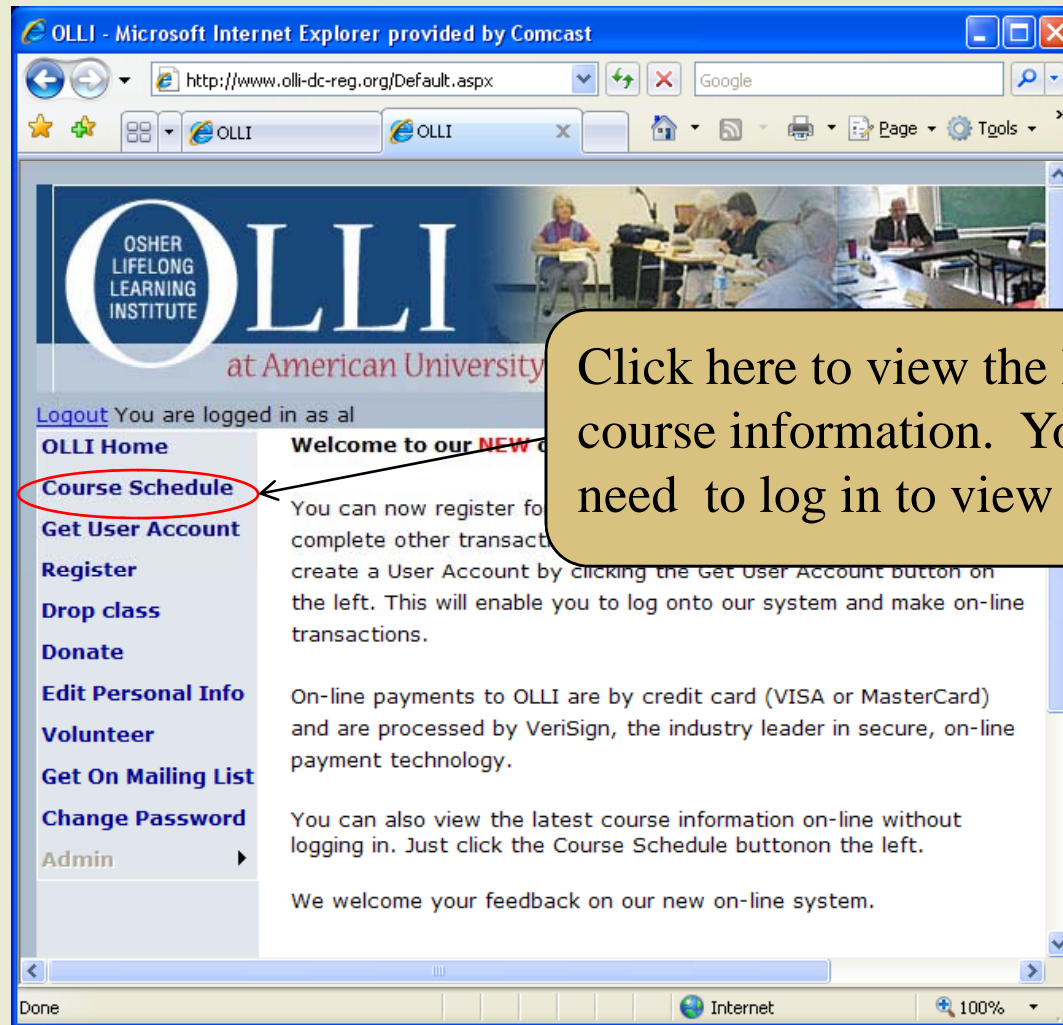 OLLI - Microsoft Internet Explorer provided by Comcast
http://www.olli-dc-reg.org/Default.aspx
Google
OLLI
OLLI
Page
Tools
OSHER
LIFELONG
LEARNING
INSTITUTE
OLLI
at American University
Click here to view the
course information. Yo
need to log in to view
Logout You are logged in as al
OLLI Home
Course Schedule
Get User Account
Register
Drop class
Donate
Edit Personal Info
Volunteer
Get On Mailing List
Change Password
Admin
Welcome to our NEW
You can now register fo
complete other transact
create a User Account by clicking the Get User Account button on
the left. This will enable you to log onto our system and make on-line
transactions.
On-line payments to OLLI are by credit card (VISA or MasterCard)
and are processed by VeriSign, the industry leader in secure, on-line
payment technology.
You can also view the latest course information on-line without
logging in. Just click the Course Schedule buttonon the left.
We welcome your feedback on our new on-line system.
Done
Internet
100%